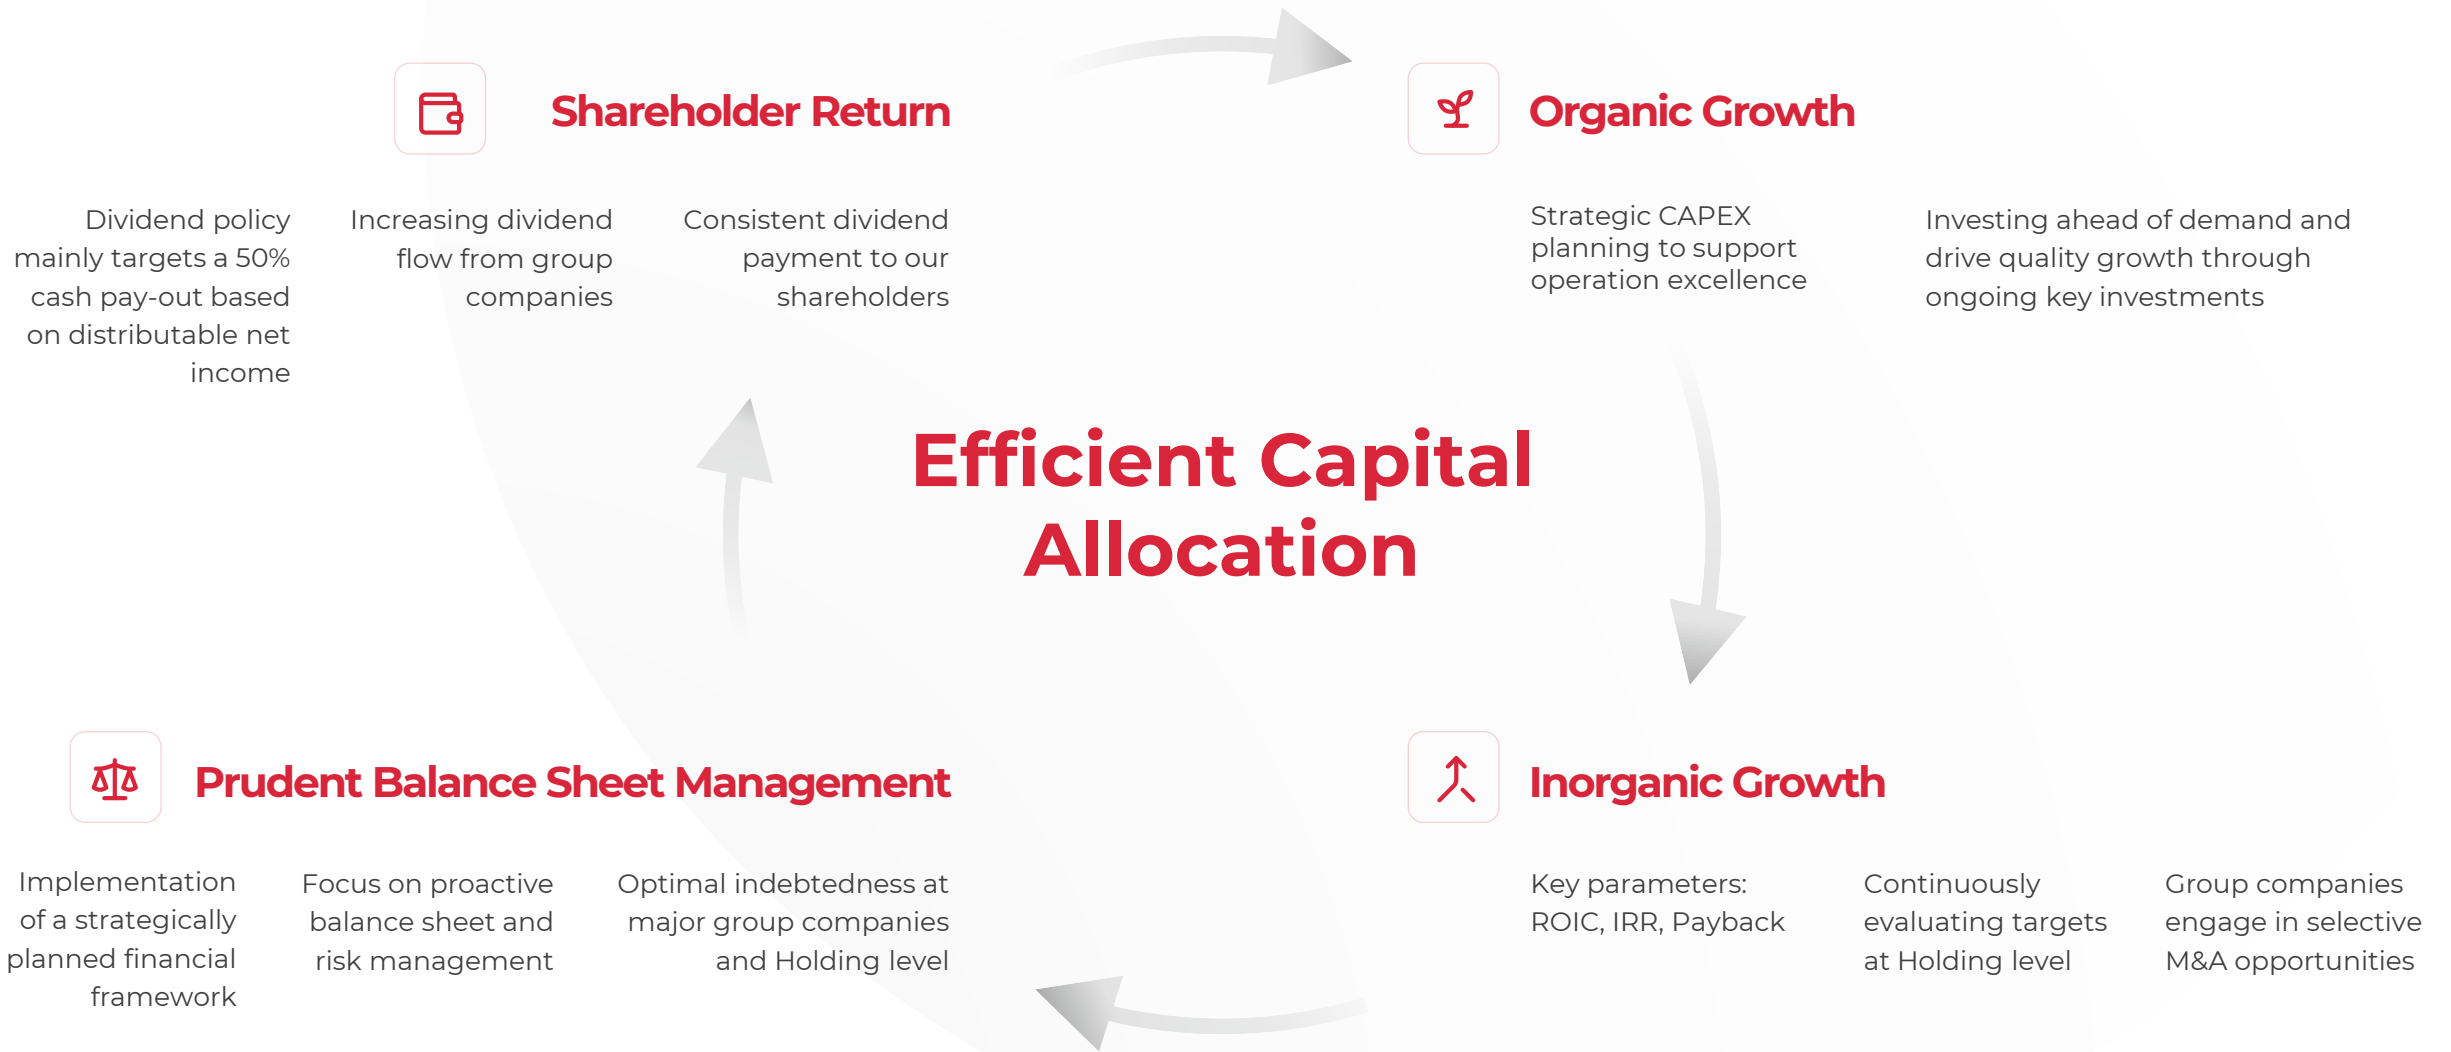 Shareholder Return
Dividend policy
mainly targets a 50%
cash pay-out based
on distributable net
income
Increasing dividend
flow from group
companies
Consistent dividend
payment to our
shareholders
Organic Growth
Strategic CAPEX
planning to support
operation excellence
Investing ahead of demand and
drive quality growth through
ongoing key investments
Efficient Capital
Allocation
Prudent Balance Sheet Management
Implementation
of a strategically
planned financial
framework
Focus on proactive
balance sheet and
risk management
Optimal indebtedness at
major group companies
and Holding level
Inorganic Growth
Key parameters:
ROIC, IRR, Payback
Continuously
evaluating targets
at Holding level
Group companies
engage in selective
M&A opportunities